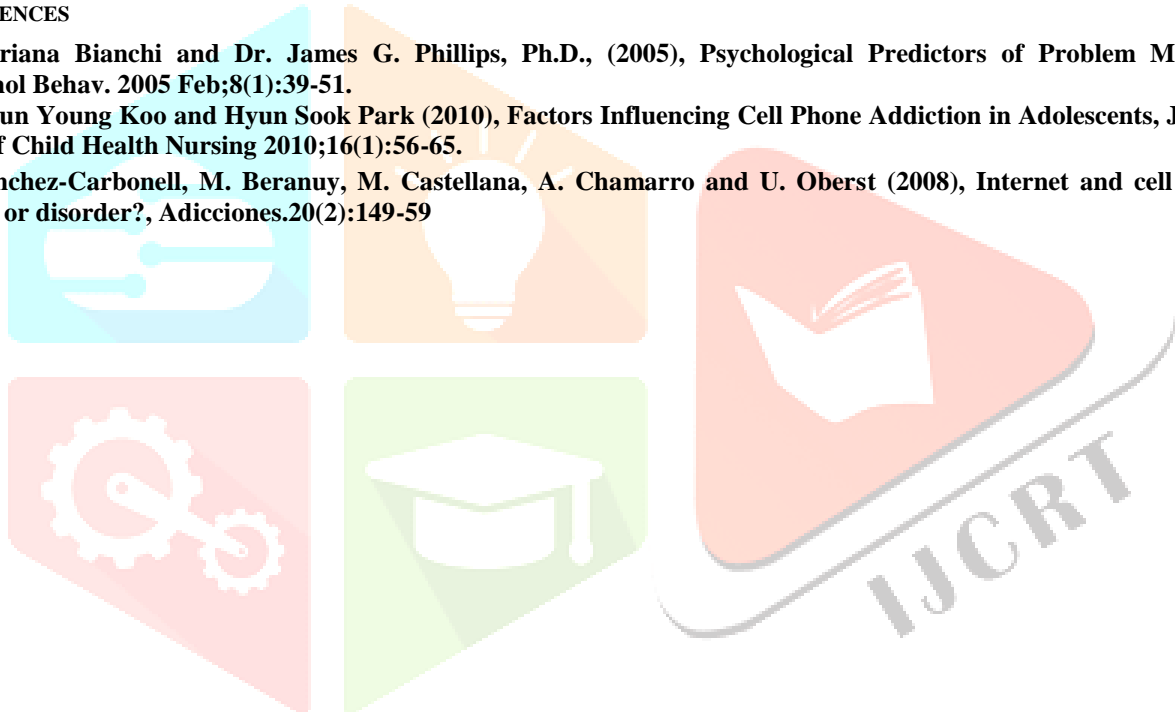 ENCES
riana Bianchi and Dr. James G. Phillips, Ph.D., (2005), Psychological Predictors of Problem M
ol Behav. 2005 Feb;8(1):39-51.
un Young Koo and Hyun Sook Park (2010), Factors Influencing Cell Phone Addiction in Adolescents, J
f Child Health Nursing 2010;16(1):56-65.
nchez-Carbonell, M. Beranuy, M. Castellana, A. Chamarro and U. Oberst (2008), Internet and cell
or disorder?, Adicciones.20(2):149-59
IJCRT